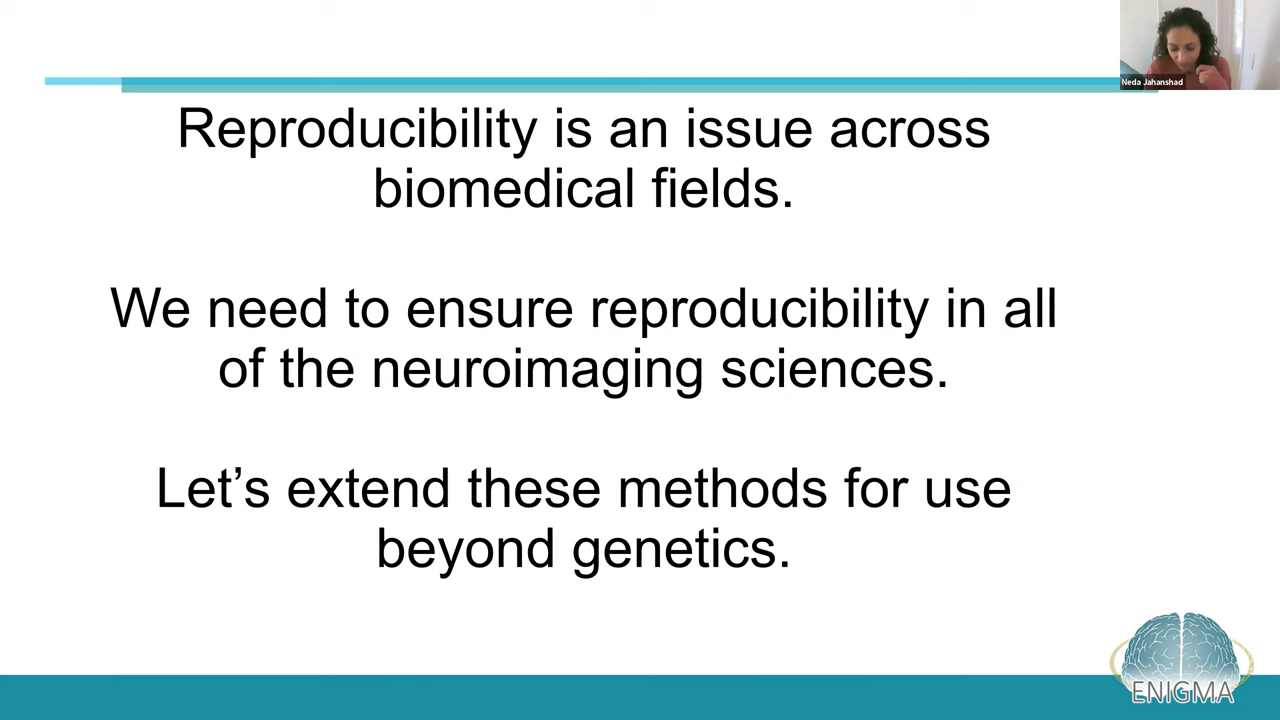 Neda Jahanshad
Reproducibility is an issue across
biomedical fields.
We need to ensure reproducibility in all
of the neuroimaging sciences.
Let’s extend these methods for use
beyond genetics.
ENIGMA